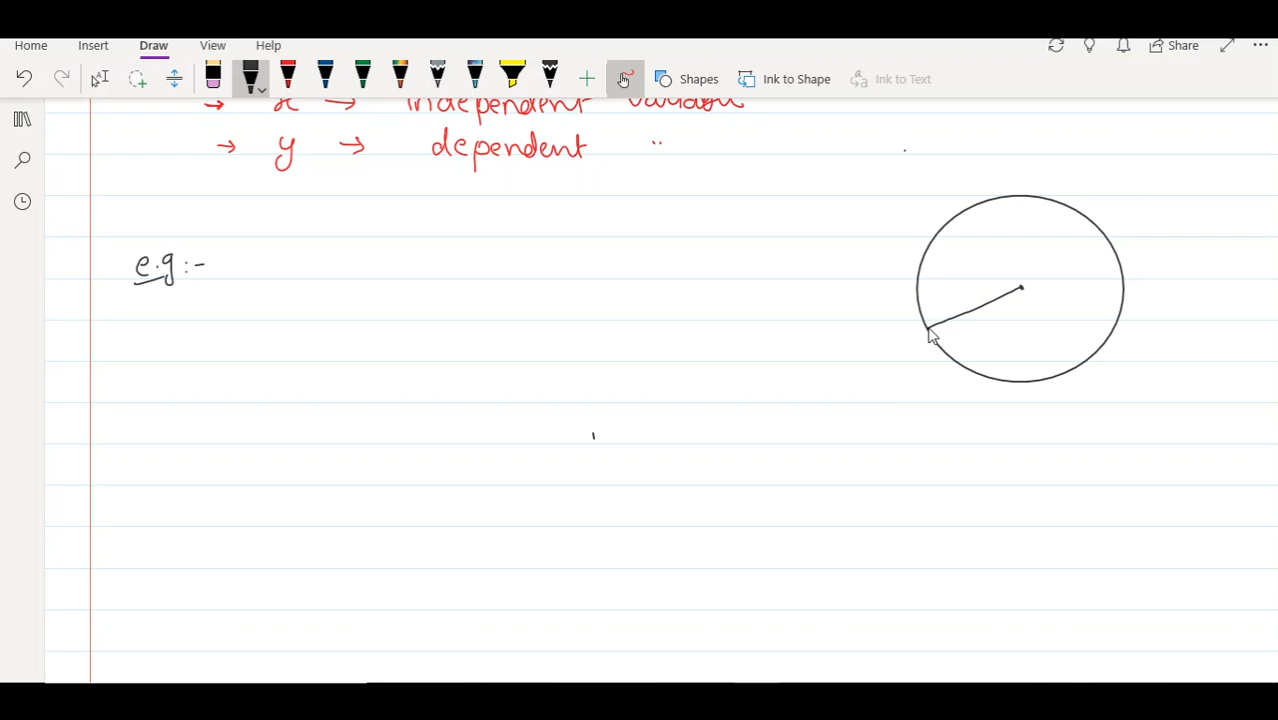 Home Insert Draw View Help
Share
Shapes Ink to Shape Ink to Text
→ x → independent variable
→ y → dependent "
e.g :-